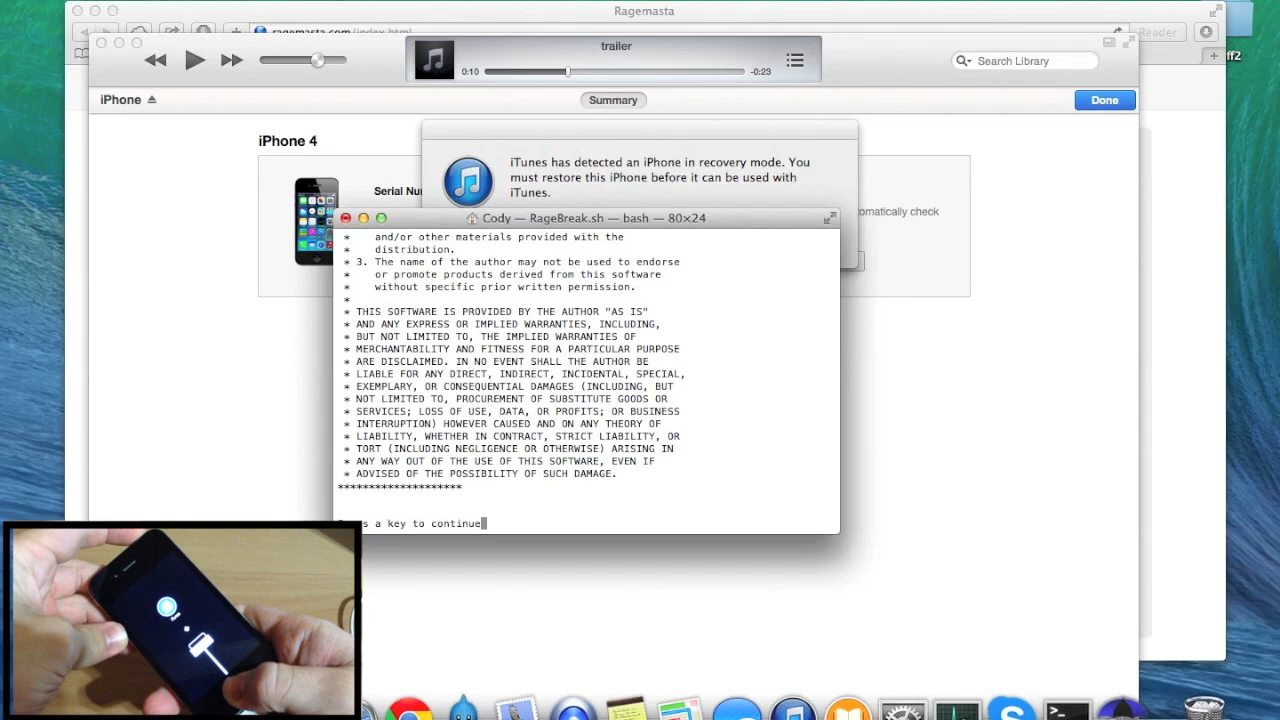 Ragemasta
ragemasta.com/index.html
Reader
ff2
trailer
0:10
-0:23
Search Library
iPhone
Summary
Done
iPhone 4
Serial Nu
iTunes has detected an iPhone in recovery mode. You
must restore this iPhone before it can be used with
iTunes.
omatically check
Cody — RageBreak.sh — bash — 80×24
* and/or other materials provided with the
* distribution.
* 3. The name of the author may not be used to endorse
* or promote products derived from this software
* without specific prior written permission.
*
* THIS SOFTWARE IS PROVIDED BY THE AUTHOR "AS IS"
* AND ANY EXPRESS OR IMPLIED WARRANTIES, INCLUDING,
* BUT NOT LIMITED TO, THE IMPLIED WARRANTIES OF
* MERCHANTABILITY AND FITNESS FOR A PARTICULAR PURPOSE
* ARE DISCLAIMED. IN NO EVENT SHALL THE AUTHOR BE
* LIABLE FOR ANY DIRECT, INDIRECT, INCIDENTAL, SPECIAL,
* EXEMPLARY, OR CONSEQUENTIAL DAMAGES (INCLUDING, BUT
* NOT LIMITED TO, PROCUREMENT OF SUBSTITUTE GOODS OR
* SERVICES; LOSS OF USE, DATA, OR PROFITS; OR BUSINESS
* INTERRUPTION) HOWEVER CAUSED AND ON ANY THEORY OF
* LIABILITY, WHETHER IN CONTRACT, STRICT LIABILITY, OR
* TORT (INCLUDING NEGLIGENCE OR OTHERWISE) ARISING IN
* ANY WAY OUT OF THE USE OF THIS SOFTWARE, EVEN IF
* ADVISED OF THE POSSIBILITY OF SUCH DAMAGE.
********************
s a key to continue